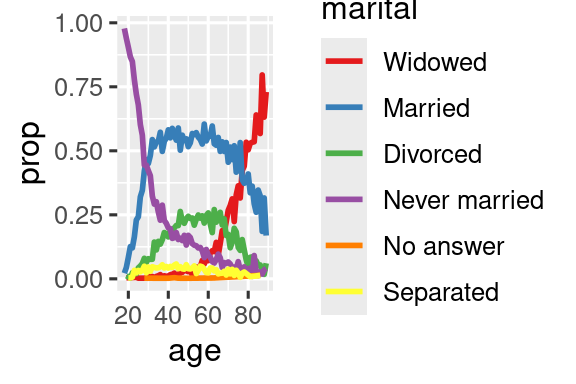 marital
1.00
0.75
0.50
0.25
0.00
prop
20 40 60 80
age
Widowed
Married
Divorced
Never married
No answer
Separated